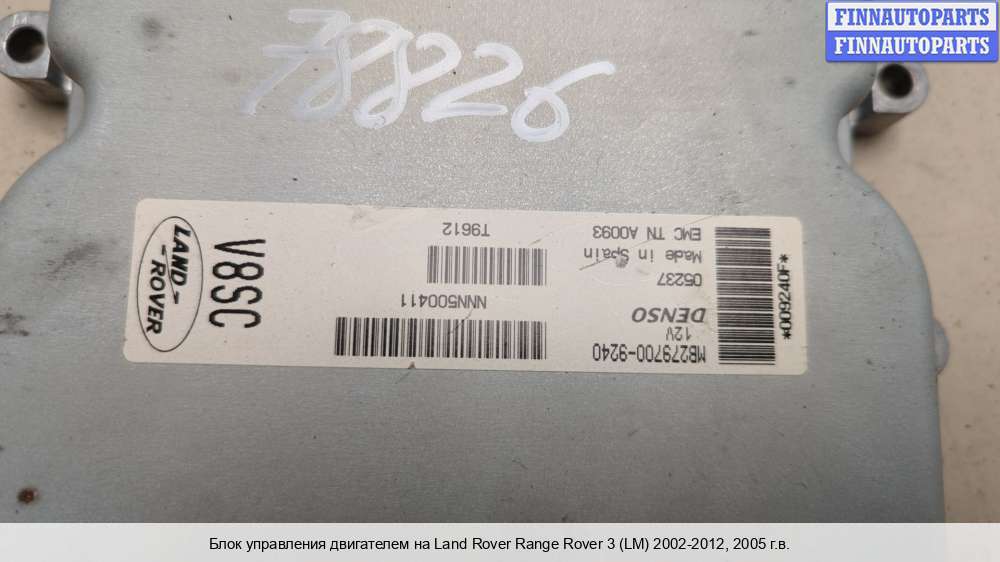 FINNAUTOPARTS
FINNAUTOPARTS
78826
LAND
ROVER
V8SC
MB279700-9240
12V
DENSO
05237
Made in Spain
EMC TN A0093
NNN500411
T9612
*009240F*
Блок управления двигателем на Land Rover Range Rover 3 (LM) 2002-2012, 2005 г.в.